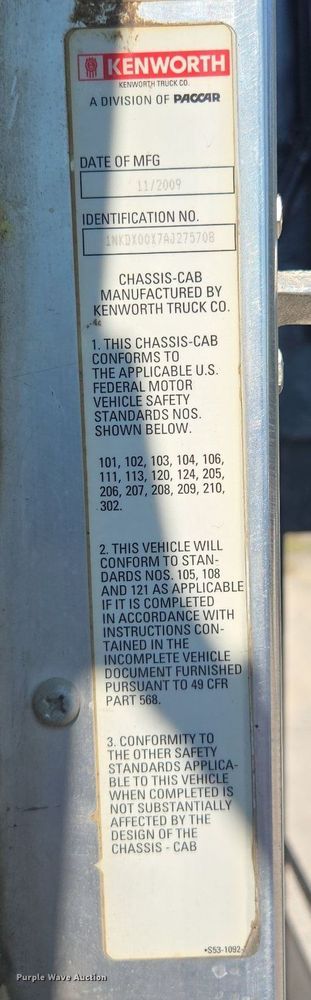 KENWORTH
KENWORTH TRUCK CO.
A DIVISION OF PACCAR
DATE OF MFG
11/2009
IDENTIFICATION NO.
1NKDX00X7AJ275708
CHASSIS-CAB
MANUFACTURED BY
KENWORTH TRUCK CO.
1. THIS CHASSIS-CAB
CONFORMS TO
THE APPLICABLE U.S.
FEDERAL MOTOR
VEHICLE SAFETY
STANDARDS NOS.
SHOWN BELOW.
101, 102, 103, 104, 106,
111, 113, 120, 124, 205,
206, 207, 208, 209, 210,
302.
2. THIS VEHICLE WILL
CONFORM TO STAN-
DARDS NOS. 105, 108
AND 121 AS APPLICABLE
IF IT IS COMPLETED
IN ACCORDANCE WITH
INSTRUCTIONS CON-
TAINED IN THE
INCOMPLETE VEHICLE
DOCUMENT FURNISHED
PURSUANT TO 49 CFR
PART 568.
3. CONFORMITY TO
THE OTHER SAFETY
STANDARDS APPLICA-
BLE TO THIS VEHICLE
WHEN COMPLETED IS
NOT SUBSTANTIALLY
AFFECTED BY THE
DESIGN OF THE
CHASSIS - CAB
•S53-1092-
Purple Wave Auction